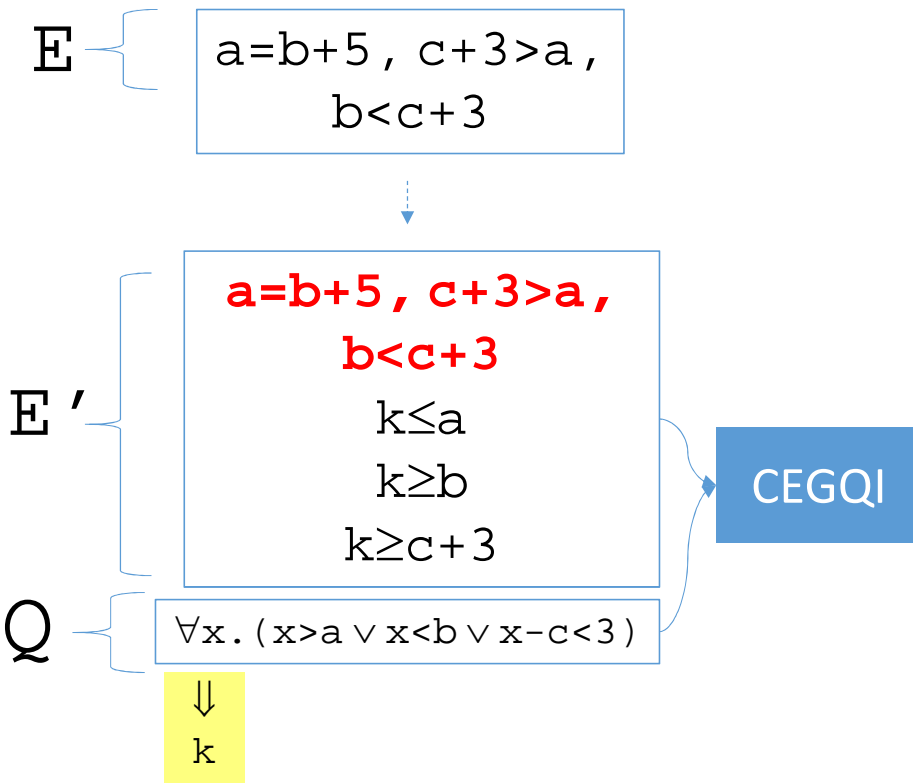 E
a=b+5, c+3>a,
b<c+3
E'
a=b+5, c+3>a,
b<c+3
k≤a
k≥b
k≥c+3
CEGQI
Q
∀x.(x>a ∨ x<b ∨ x-c<3)
⇓
k